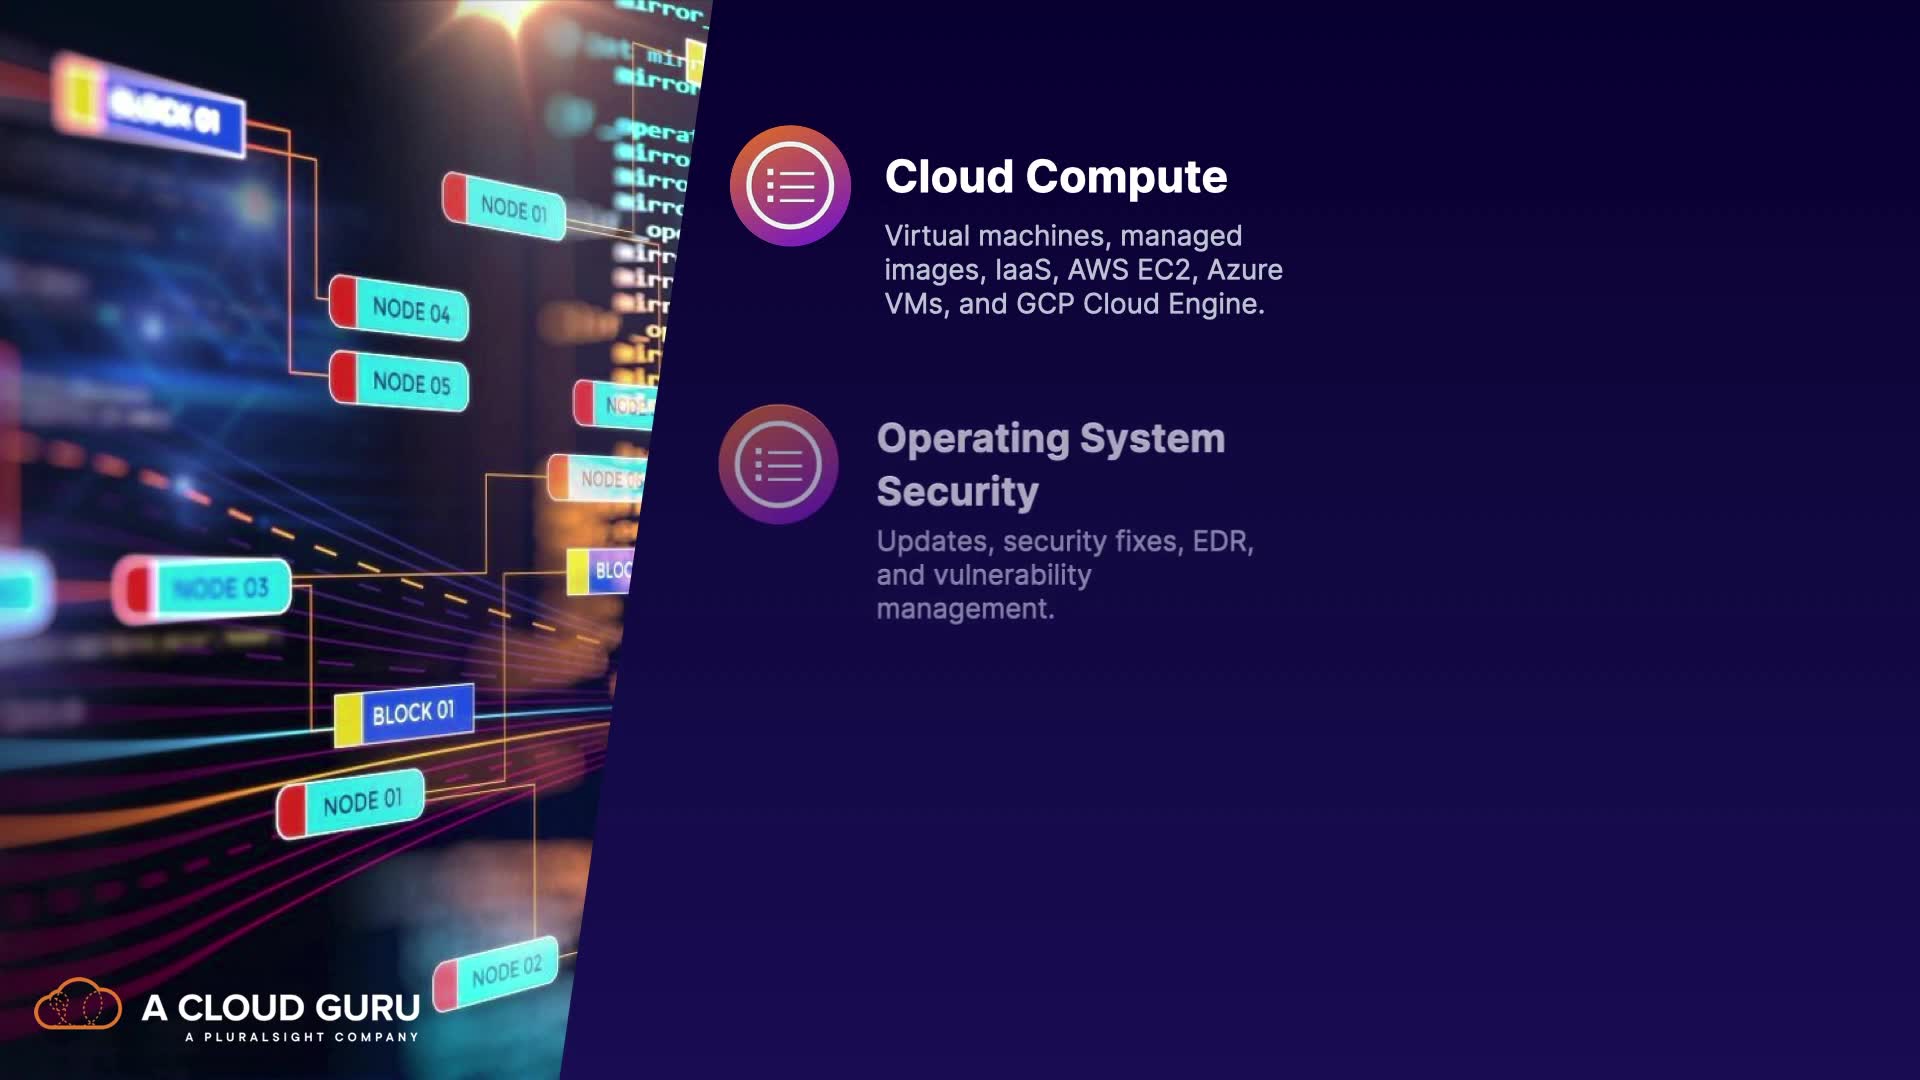 BLOCK 01
NODE 01
NODE 04
NODE 05
NODE 03
BLOCK 01
NODE 01
NODE 02
Cloud Compute
Virtual machines, managed
images, IaaS, AWS EC2, Azure
VMs, and GCP Cloud Engine.
Operating System
Security
Updates, security fixes, EDR,
and vulnerability
management.
A CLOUD GURU
A PLURALSIGHT COMPANY